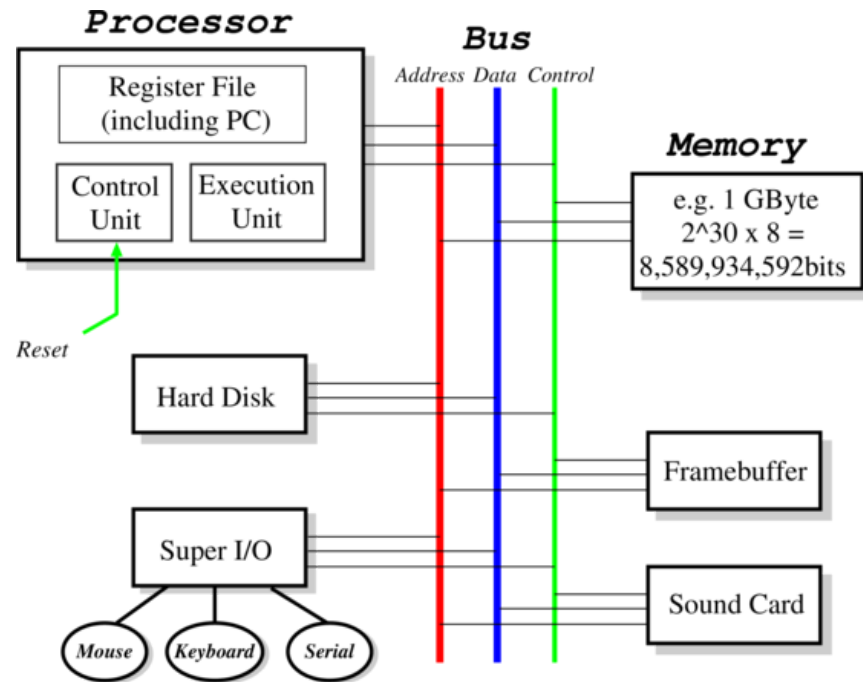 Processor
Bus
Address Data Control
Register File
(including PC)
Control
Unit
Execution
Unit
Reset
Memory
e.g. 1 GByte
2^30 x 8 =
8,589,934,592bits
Hard Disk
Framebuffer
Super I/O
Sound Card
Mouse
Keyboard
Serial